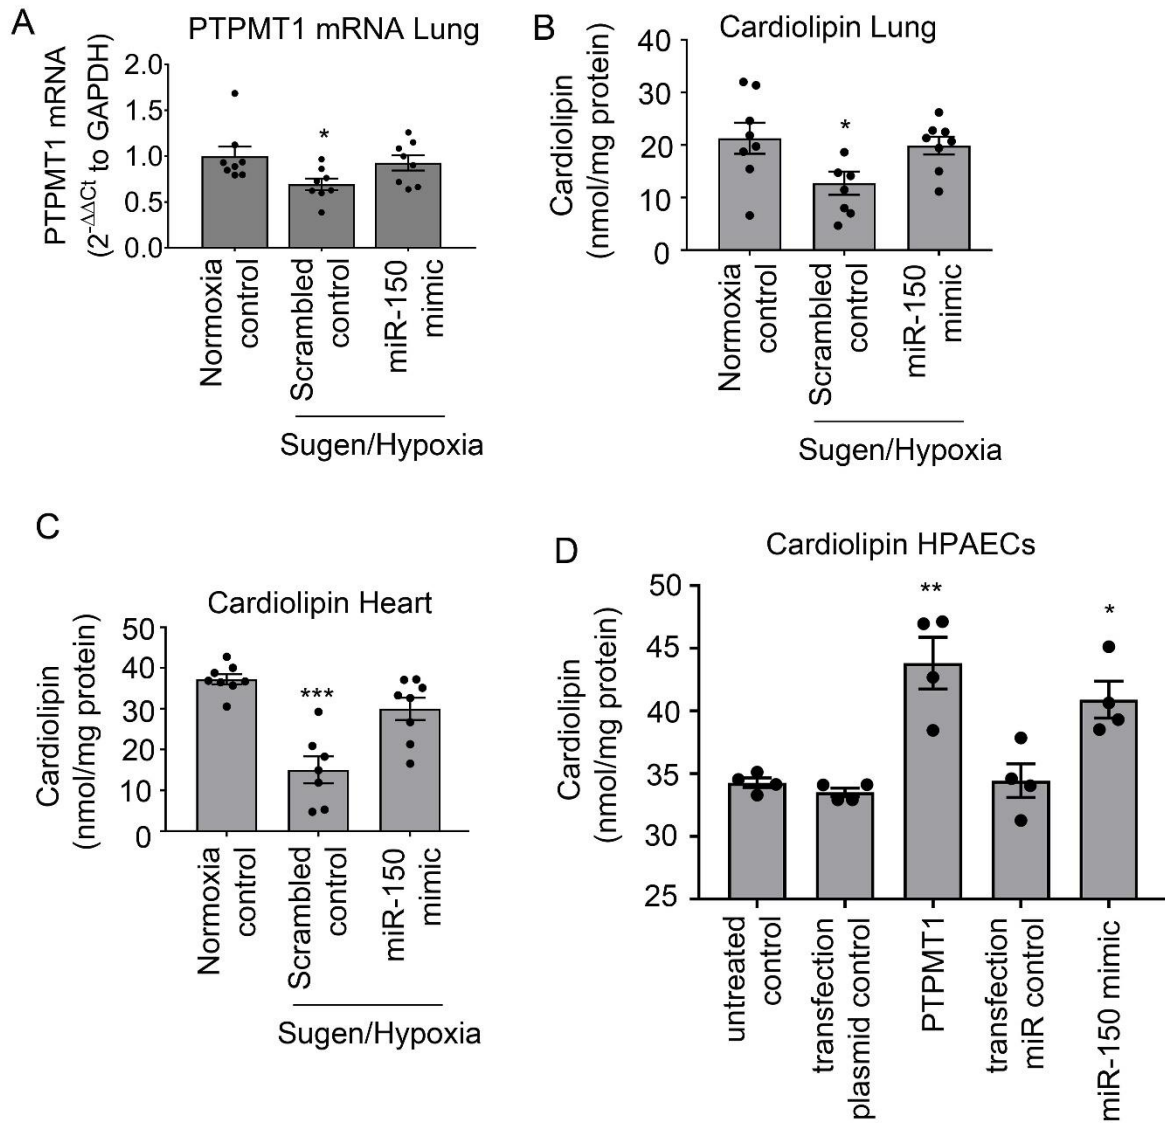 A
PTPMT1 mRNA Lung
PTPMT1 mRNA
(2-ΔΔCt to GAPDH)
2.0
1.5
1.0
0.5
0.0
*
Normoxia
control
Scrambled
control
miR-150
mimic
Sugen/Hypoxia
B
Cardiolipin Lung
Cardiolipin
(nmol/mg protein)
40
30
20
10
0
*
Normoxia
control
Scrambled
control
miR-150
mimic
Sugen/Hypoxia
C
Cardiolipin Heart
Cardiolipin
(nmol/mg protein)
50
40
30
20
10
0
***
Normoxia
control
Scrambled
control
miR-150
mimic
Sugen/Hypoxia
D
Cardiolipin HPAECs
Cardiolipin
(nmol/mg protein)
50
45
40
35
30
25
**
*
untreated
control
transfection
plasmid control
PTPMT1
transfection
miR control
miR-150 mimic